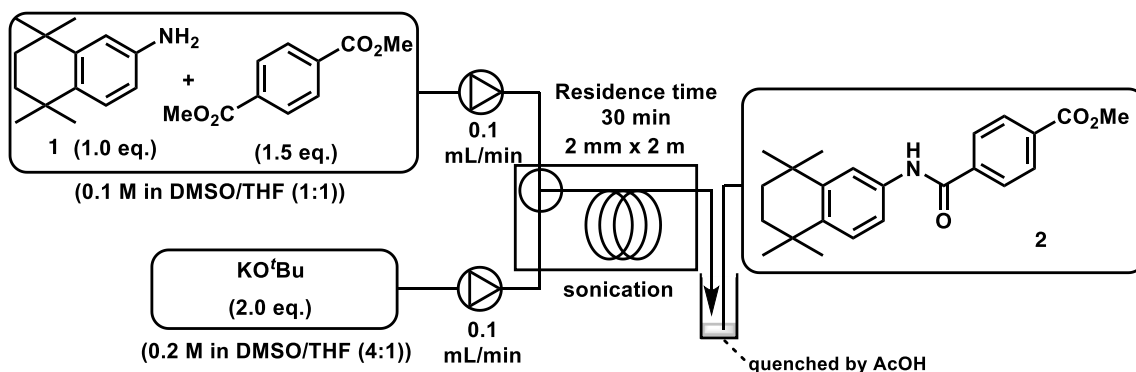 NH2
CO2Me
+
MeO2C
1 (1.0 eq.)
(1.5 eq.)
(0.1 M in DMSO/THF (1:1))
0.1
mL/min
Residence time
30 min
2 mm x 2 m
sonication
KOtBu
(2.0 eq.)
(0.2 M in DMSO/THF (4:1))
0.1
mL/min
CO2Me
H
N
O
2
quenched by AcOH